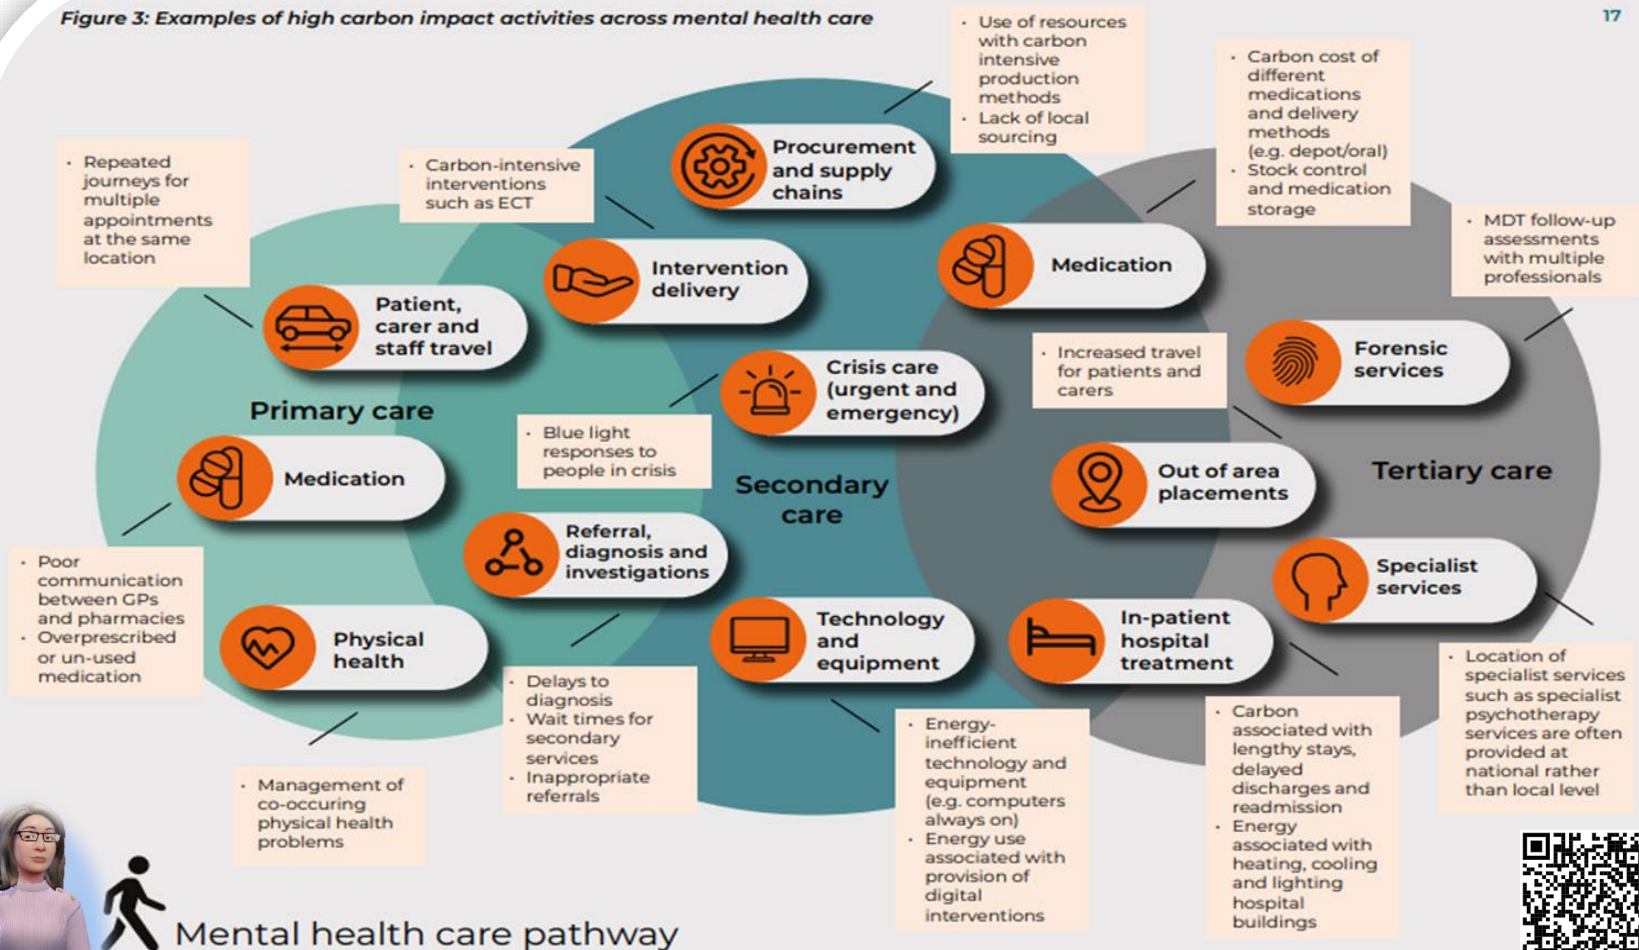 Figure 3: Examples of high carbon impact activities across mental health care
17
· Use of resources
with carbon
intensive
production
methods
· Lack of local
sourcing
· Carbon cost of
different
medications
and delivery
methods
(e.g. depot/oral)
· Stock control
and medication
storage
· Repeated
journeys for
multiple
appointments
at the same
location
· Carbon-intensive
interventions
such as ECT
Procurement
and supply
chains
· MDT follow-up
assessments
with multiple
professionals
Patient,
carer and
staff travel
Intervention
delivery
Medication
Forensic
services
· Increased travel
for patients and
carers
Crisis care
(urgent and
emergency)
Primary care
· Blue light
responses to
people in crisis
Medication
Secondary
care
Out of area
placements
Tertiary care
Referral,
diagnosis and
investigations
Specialist
services
· Poor
communication
between GPs
and pharmacies
· Overprescribed
or un-used
medication
Physical
health
Technology
and
equipment
In-patient
hospital
treatment
· Delays to
diagnosis
· Wait times for
secondary
services
· Inappropriate
referrals
· Location of
specialist services
such as specialist
psychotherapy
services are often
provided at
national rather
than local level
· Management of
co-occuring
physical health
problems
· Energy-
inefficient
technology and
equipment
(e.g. computers
always on)
· Energy use
associated with
provision of
digital
interventions
· Carbon
associated with
lengthy stays,
delayed
discharges and
readmission
· Energy
associated with
heating, cooling
and lighting
hospital
buildings
Mental health care pathway